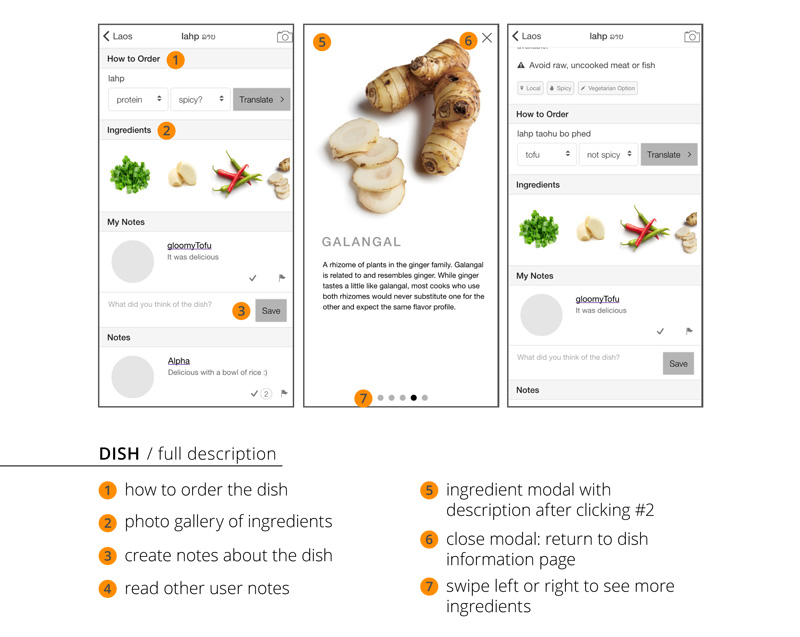 Laos
lahp ລາບ
How to Order 1
lahp
protein
spicy?
Translate
Ingredients 2
My Notes
gloomyTofu
It was delicious
What did you think of the dish?
3
Save
Notes
Alpha
Delicious with a bowl of rice :)
2
5
6
GALANGAL
A rhizome of plants in the ginger family. Galangal
is related to and resembles ginger. While ginger
tastes a little like galangal, most cooks who use
both rhizomes would never substitute one for the
other and expect the same flavor profile.
7
Laos
lahp ລາບ
Avoid raw, uncooked meat or fish
Local
Spicy
Vegetarian Option
How to Order
lahp taohu bo phed
tofu
not spicy
Translate
Ingredients
My Notes
gloomyTofu
It was delicious
What did you think of the dish?
Save
Notes
DISH / full description
1 how to order the dish
2 photo gallery of ingredients
3 create notes about the dish
4 read other user notes
5 ingredient modal with
description after clicking #2
6 close modal: return to dish
information page
7 swipe left or right to see more
ingredients